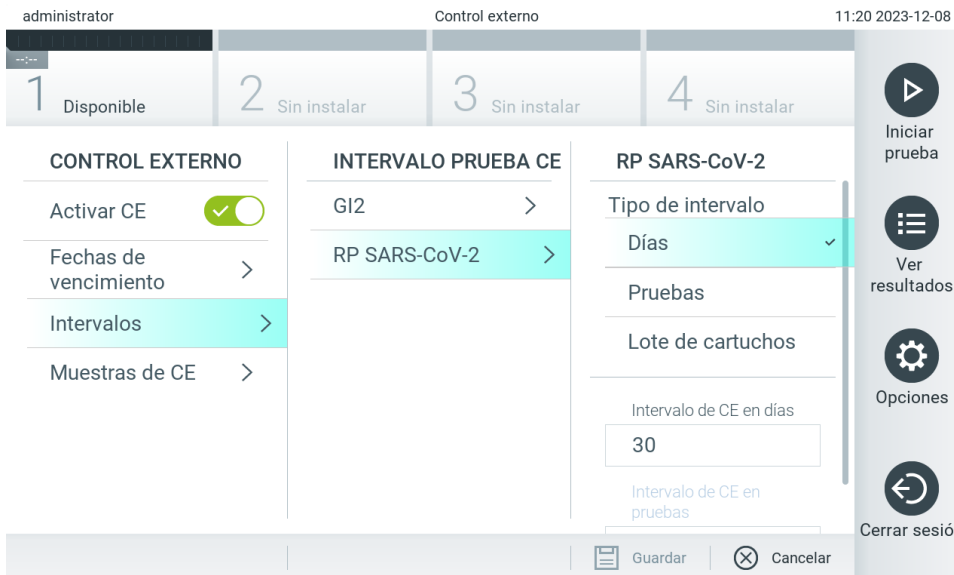 administrator
Control externo
11:20 2023-12-08
--:--
1 Disponible
2 Sin instalar
3 Sin instalar
4 Sin instalar
CONTROL EXTERNO
Activar CE
Fechas de
vencimiento
Intervalos
Muestras de CE
INTERVALO PRUEBA CE
GI2
RP SARS-CoV-2
RP SARS-CoV-2
Tipo de intervalo
Días
Pruebas
Lote de cartuchos
Intervalo de CE en días
30
Intervalo de CE en
pruebas
Guardar
Cancelar
Iniciar
prueba
Ver
resultados
Opciones
Cerrar sesió